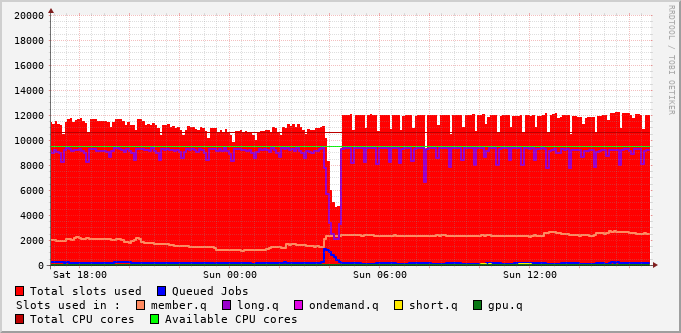 20000
18000
16000
14000
12000
10000
8000
6000
4000
2000
0
Sat 18:00 Sun 00:00 Sun 06:00 Sun 12:00
RRDTOOL / TOBI OETIKER
Total slots used Queued Jobs
Slots used in : member.q long.q ondemand.q short.q gpu.q
Total CPU cores Available CPU cores